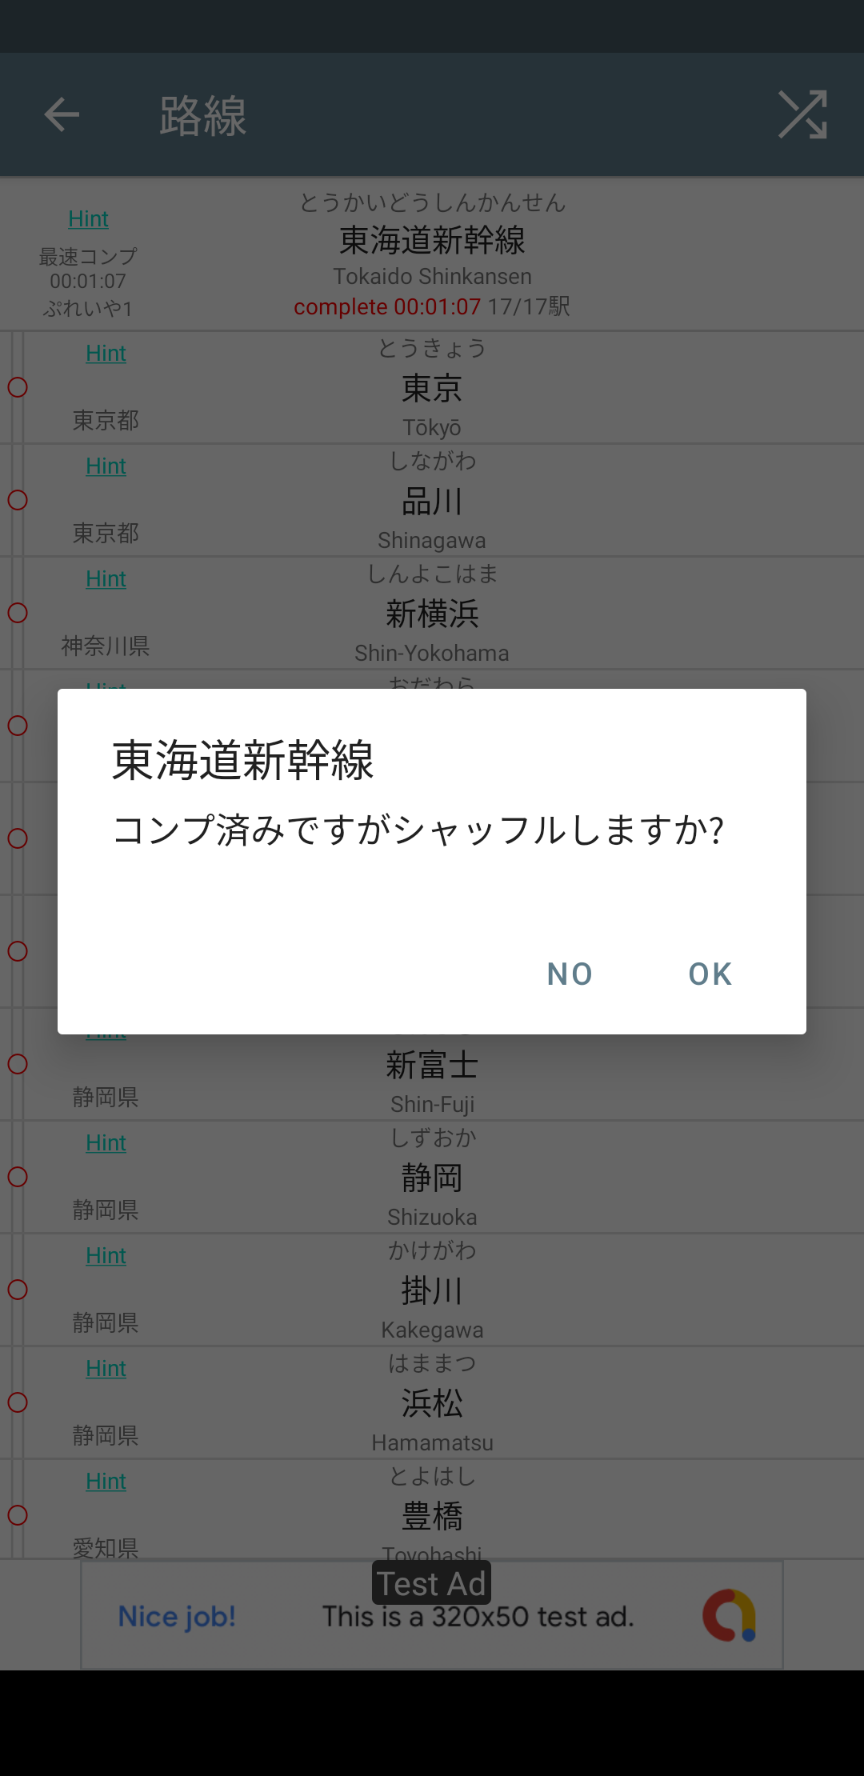 路線
Hint
最速コンプ
00:01:07
ぷれいや1
とうかいどうしんかんせん
東海道新幹線
Tokaido Shinkansen
complete 00:01:07 17/17駅
Hint
東京都
とうきょう
東京
Tōkyō
Hint
東京都
しながわ
品川
Shinagawa
Hint
神奈川県
しんよこはま
新横浜
Shin-Yokohama
Hint
おだわら
東海道新幹線
コンプ済みですがシャッフルしますか?
NO OK
Hint
静岡県
新富士
Shin-Fuji
Hint
静岡県
しずおか
静岡
Shizuoka
Hint
静岡県
かけがわ
掛川
Kakegawa
Hint
静岡県
はままつ
浜松
Hamamatsu
Hint
愛知県
とよはし
豊橋
Toyohashi
Test Ad
Nice job! This is a 320x50 test ad.